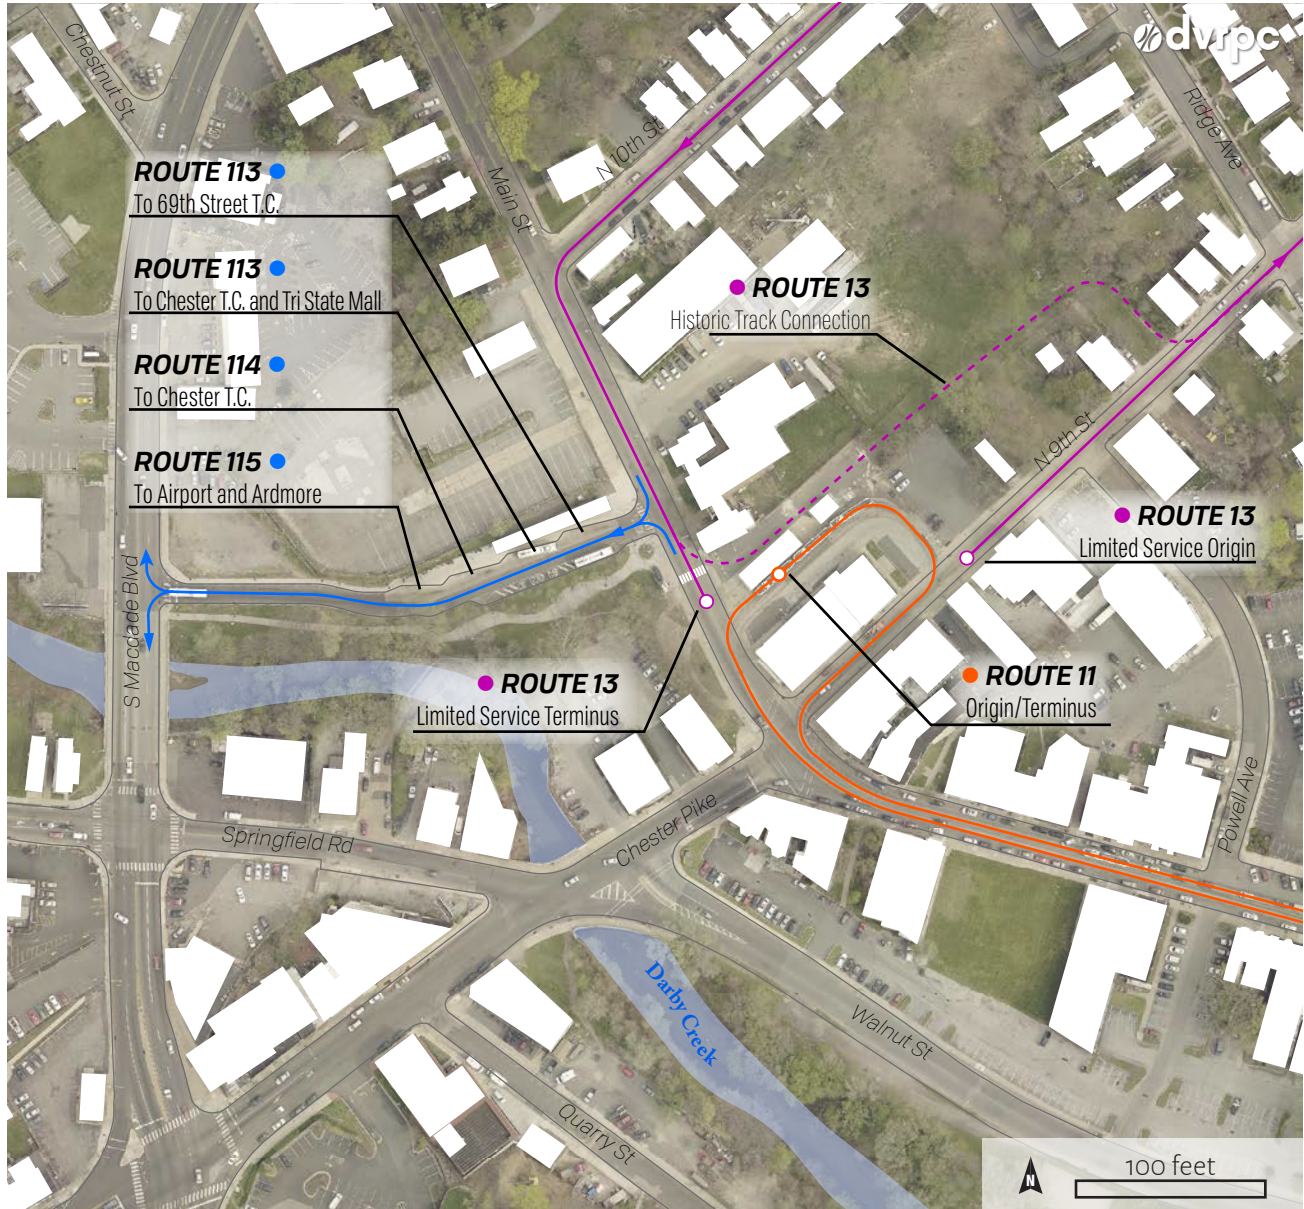 dvrpc
Chestnut St
Ridge Ave
N 10th St
Main St
ROUTE 113
To 69th Street T.C.
ROUTE 113
To Chester T.C. and Tri State Mall
ROUTE 114
To Chester T.C.
ROUTE 115
To Airport and Ardmore
ROUTE 13
Historic Track Connection
N 9th St
ROUTE 13
Limited Service Origin
S Macdade Blvd
ROUTE 13
Limited Service Terminus
ROUTE 11
Origin/Terminus
Powell Ave
Chester Pike
Springfield Rd
Darby Creek
Walnut St
Quarry St
N
100 feet